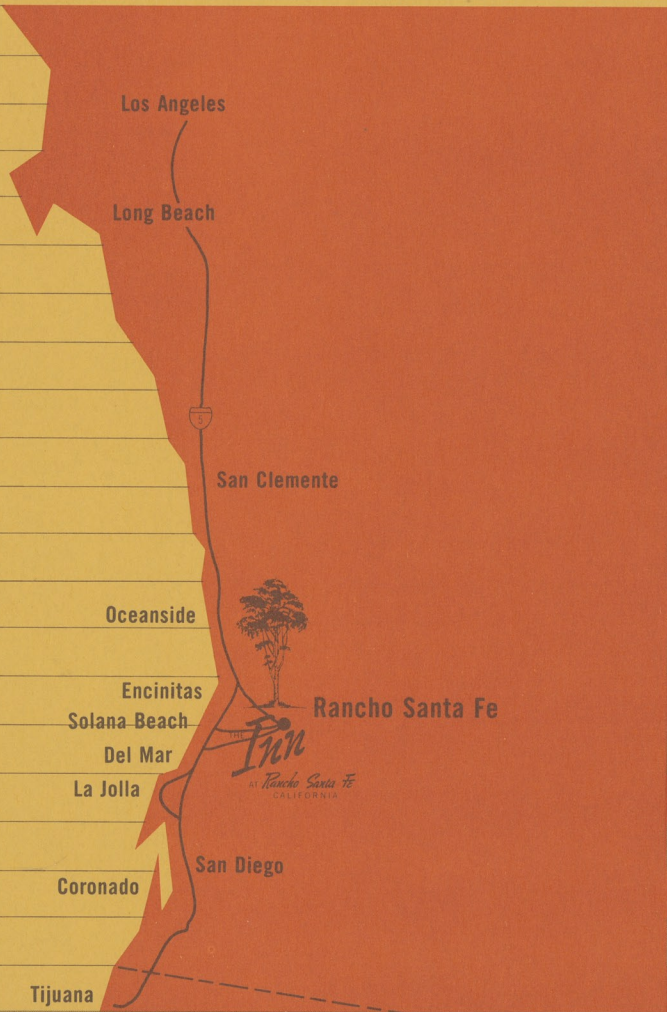 Los Angeles
Long Beach
5
San Clemente
Oceanside
Encinitas
Rancho Santa Fe
Solana Beach
THE
Inn
Del Mar
AT Rancho Santa Fe
CALIFORNIA
La Jolla
San Diego
Coronado
Tijuana